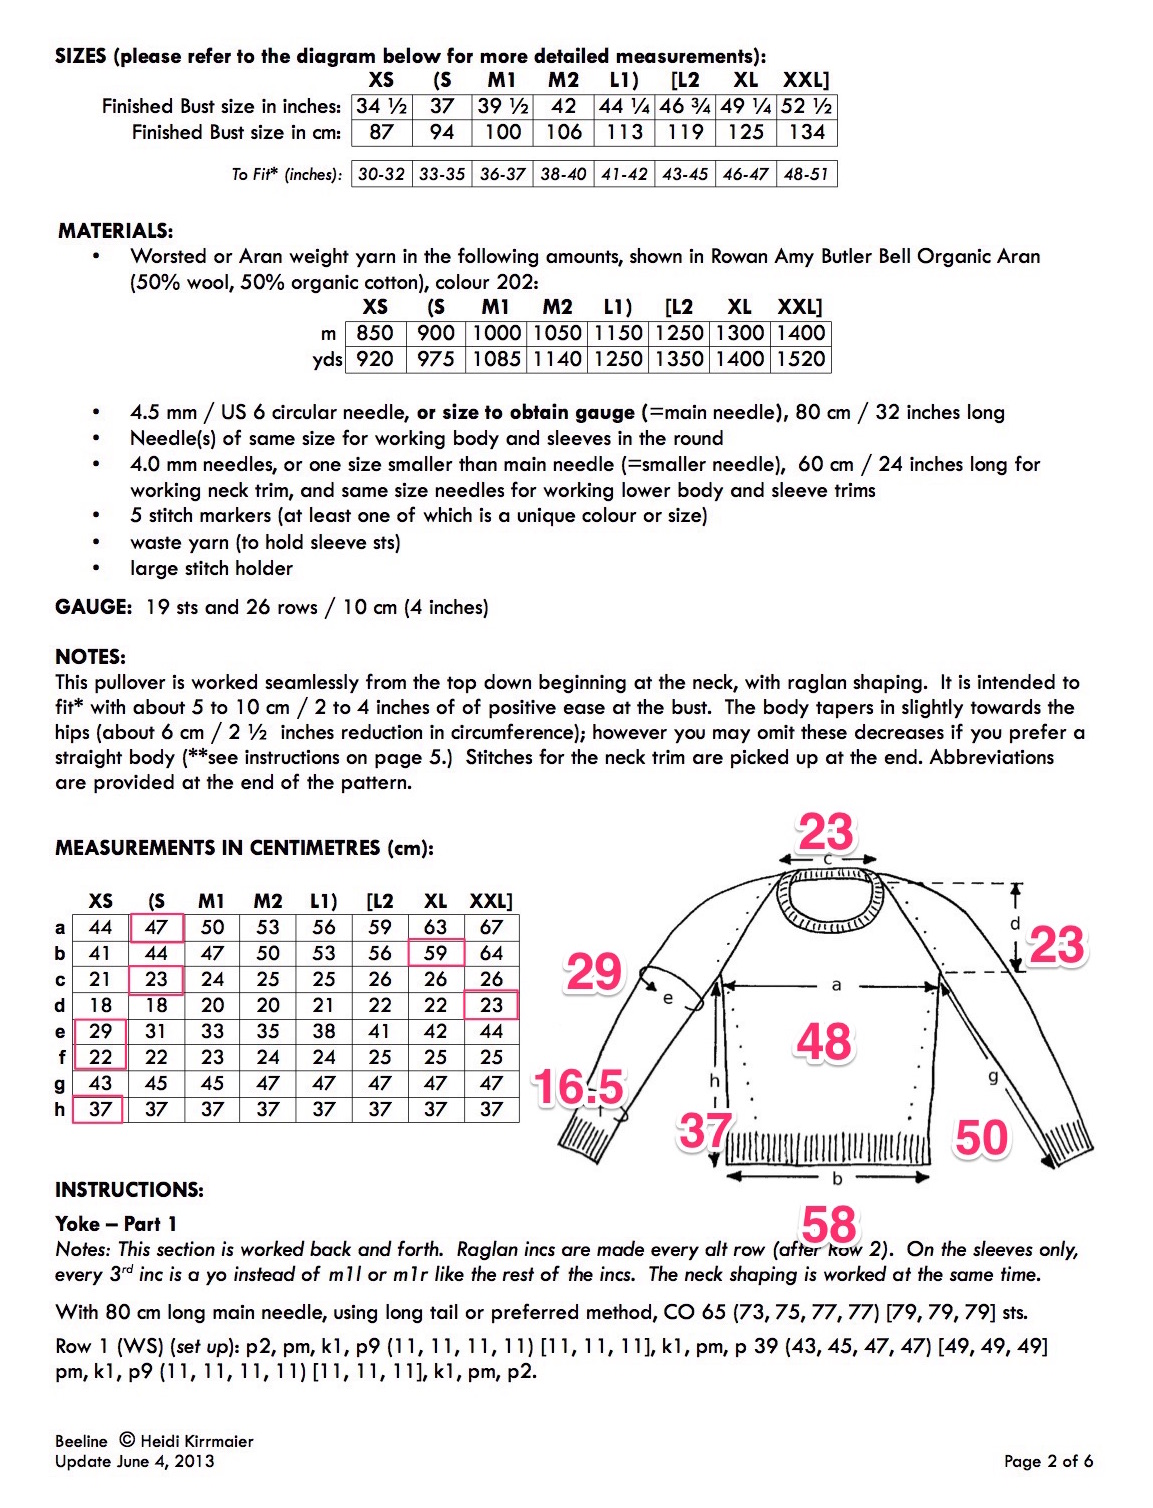 SIZES (please refer to the diagram below for more detailed measurements):
XS (S M1 M2 L1) [L2 XL XXL]
Finished Bust size in inches: 34 ½ 37 39 ½ 42 44 ¼ 46 ¾ 49 ¼ 52 ½
Finished Bust size in cm: 87 94 100 106 113 119 125 134
To Fit* (inches): 30-32 33-35 36-37 38-40 41-42 43-45 46-47 48-51
MATERIALS:
• Worsted or Aran weight yarn in the following amounts, shown in Rowan Amy Butler Bell Organic Aran
(50% wool, 50% organic cotton), colour 202:
XS (S M1 M2 L1) [L2 XL XXL]
m 850 900 1000 1050 1150 1250 1300 1400
yds 920 975 1085 1140 1250 1350 1400 1520
• 4.5 mm / US 6 circular needle, or size to obtain gauge (=main needle), 80 cm / 32 inches long
• Needle(s) of same size for working body and sleeves in the round
• 4.0 mm needles, or one size smaller than main needle (=smaller needle), 60 cm / 24 inches long for
working neck trim, and same size needles for working lower body and sleeve trims
• 5 stitch markers (at least one of which is a unique colour or size)
• waste yarn (to hold sleeve sts)
• large stitch holder
GAUGE: 19 sts and 26 rows / 10 cm (4 inches)
NOTES:
This pullover is worked seamlessly from the top down beginning at the neck, with raglan shaping. It is intended to
fit* with about 5 to 10 cm / 2 to 4 inches of of positive ease at the bust. The body tapers in slightly towards the
hips (about 6 cm / 2 ½ inches reduction in circumference); however you may omit these decreases if you prefer a
straight body (**see instructions on page 5.) Stitches for the neck trim are picked up at the end. Abbreviations
are provided at the end of the pattern.
MEASUREMENTS IN CENTIMETRES (cm):
XS (S M1 M2 L1) [L2 XL XXL]
a 44 47 50 53 56 59 63 67
b 41 44 47 50 53 56 59 64
c 21 23 24 25 25 26 26 26
d 18 18 20 20 21 22 22 23
e 29 31 33 35 38 41 42 44
f 22 22 23 24 24 25 25 25
g 43 45 45 47 47 47 47 47
h 37 37 37 37 37 37 37 37
23
c
d
23
29
e
a
48
16.5
f
h
37
g
50
b
58
INSTRUCTIONS:
Yoke – Part 1
Notes: This section is worked back and forth. Raglan incs are made every alt row (after Row 2). On the sleeves only,
every 3rd inc is a yo instead of m1l or m1r like the rest of the incs. The neck shaping is worked at the same time.
With 80 cm long main needle, using long tail or preferred method, CO 65 (73, 75, 77, 77) [79, 79, 79] sts.
Row 1 (WS) (set up): p2, pm, k1, p9 (11, 11, 11, 11) [11, 11, 11], k1, pm, p 39 (43, 45, 47, 47) [49, 49, 49]
pm, k1, p9 (11, 11, 11, 11) [11, 11, 11], k1, pm, p2.
Beeline © Heidi Kirrmaier
Update June 4, 2013
Page 2 of 6